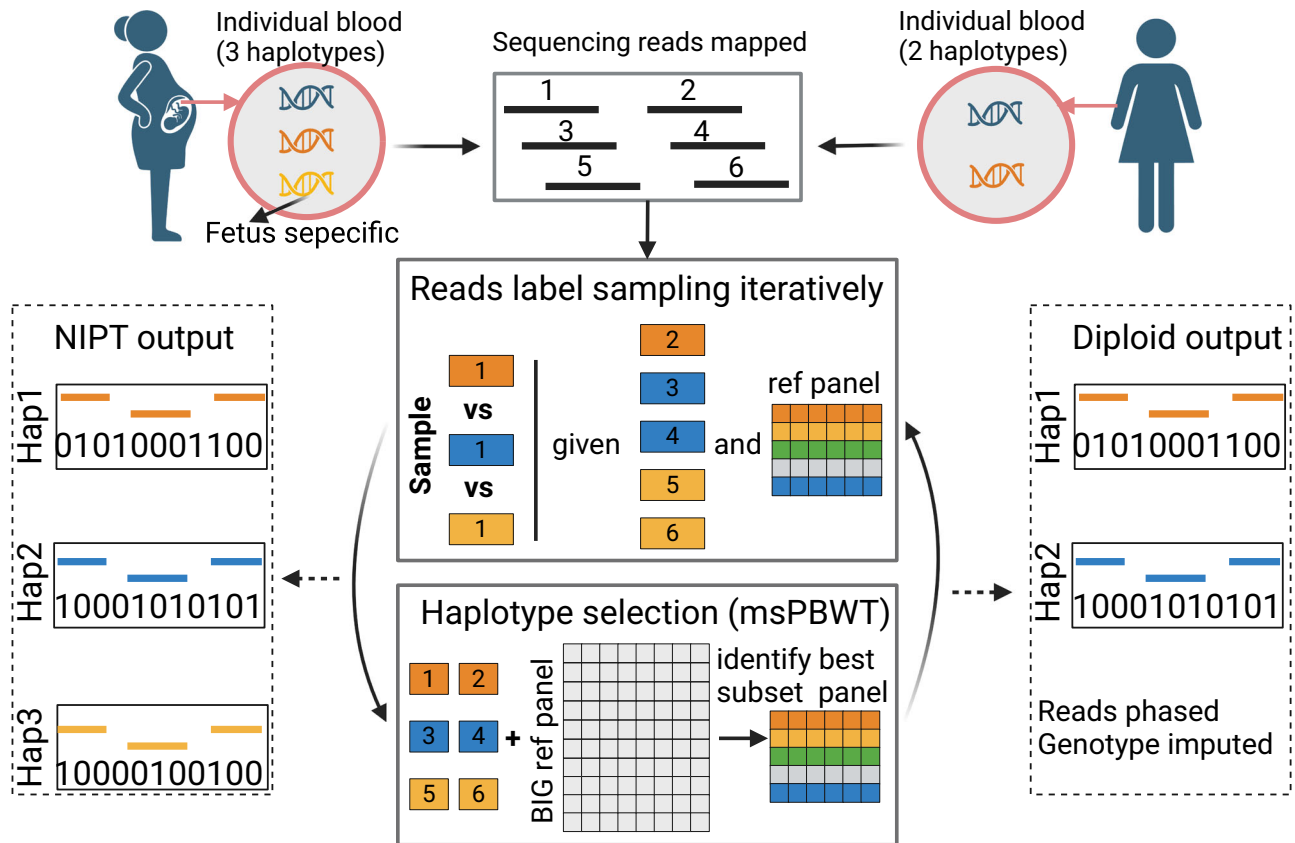 Individual blood
(3 haplotypes)
Fetus sepecific
Sequencing reads mapped
1
2
3
4
5
6
Individual blood
(2 haplotypes)
Reads label sampling iteratively
Sample
1
vs
1
vs
1
given
2
3
4
5
6
and
ref panel
Haplotype selection (msPBWT)
1 2
3 4
5 6
+
BIG ref panel
identify best
subset panel
NIPT output
Hap1
01010001100
Hap2
10001010101
Hap3
10000100100
Diploid output
Hap1
01010001100
Hap2
10001010101
Reads phased
Genotype imputed